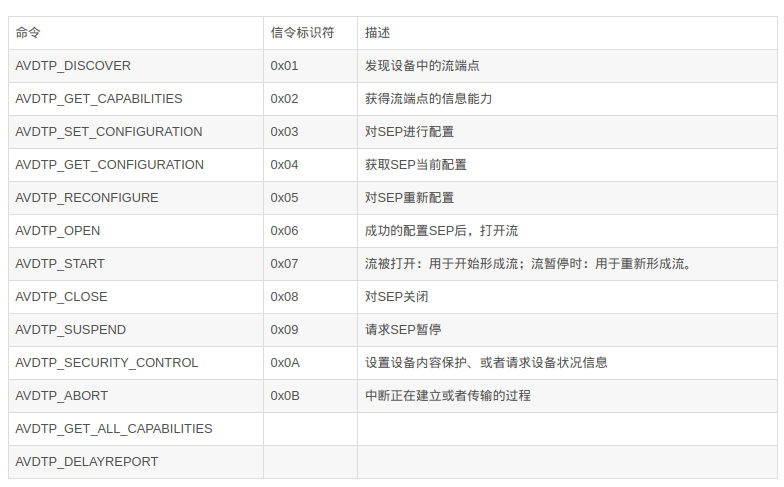 命令 信令标识符 描述
AVDTP_DISCOVER 0x01 发现设备中的流端点
AVDTP_GET_CAPABILITIES 0x02 获得流端点的信息能力
AVDTP_SET_CONFIGURATION 0x03 对SEP进行配置
AVDTP_GET_CONFIGURATION 0x04 获取SEP当前配置
AVDTP_RECONFIGURE 0x05 对SEP重新配置
AVDTP_OPEN 0x06 成功的配置SEP后，打开流
AVDTP_START 0x07 流被打开：用于开始形成流；流暂停时：用于重新形成流。
AVDTP_CLOSE 0x08 对SEP关闭
AVDTP_SUSPEND 0x09 请求SEP暂停
AVDTP_SECURITY_CONTROL 0x0A 设置设备内容保护、或者请求设备状况信息
AVDTP_ABORT 0x0B 中断正在建立或者传输的过程
AVDTP_GET_ALL_CAPABILITIES
AVDTP_DELAYREPORT